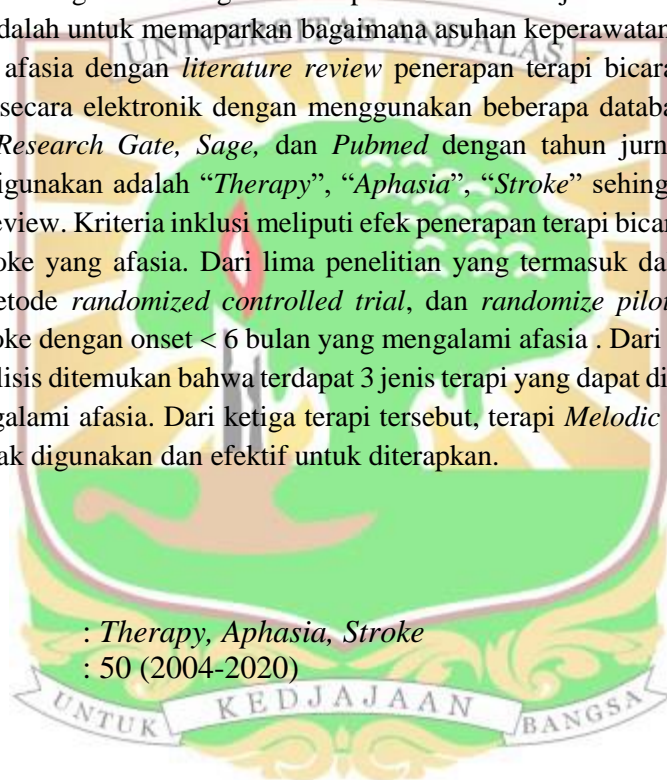 UNIVERSITAS ANDALAS
dalah untuk memaparkan bagaimana asuhan keperawatan
afasia dengan literature review penerapan terapi bicara
secara elektronik dengan menggunakan beberapa databa
Research Gate, Sage, dan Pubmed dengan tahun jurn
igunakan adalah “Therapy”, “Aphasia”, “Stroke” sehing
eview. Kriteria inklusi meliputi efek penerapan terapi bicar
oke yang afasia. Dari lima penelitian yang termasuk da
etode randomized controlled trial, dan randomize pilot
oke dengan onset < 6 bulan yang mengalami afasia . Dari
lisis ditemukan bahwa terdapat 3 jenis terapi yang dapat di
galami afasia. Dari ketiga terapi tersebut, terapi Melodic
ak digunakan dan efektif untuk diterapkan.
: Therapy, Aphasia, Stroke
: 50 (2004-2020)
UNTUK KEDJAJAAN BANGSA